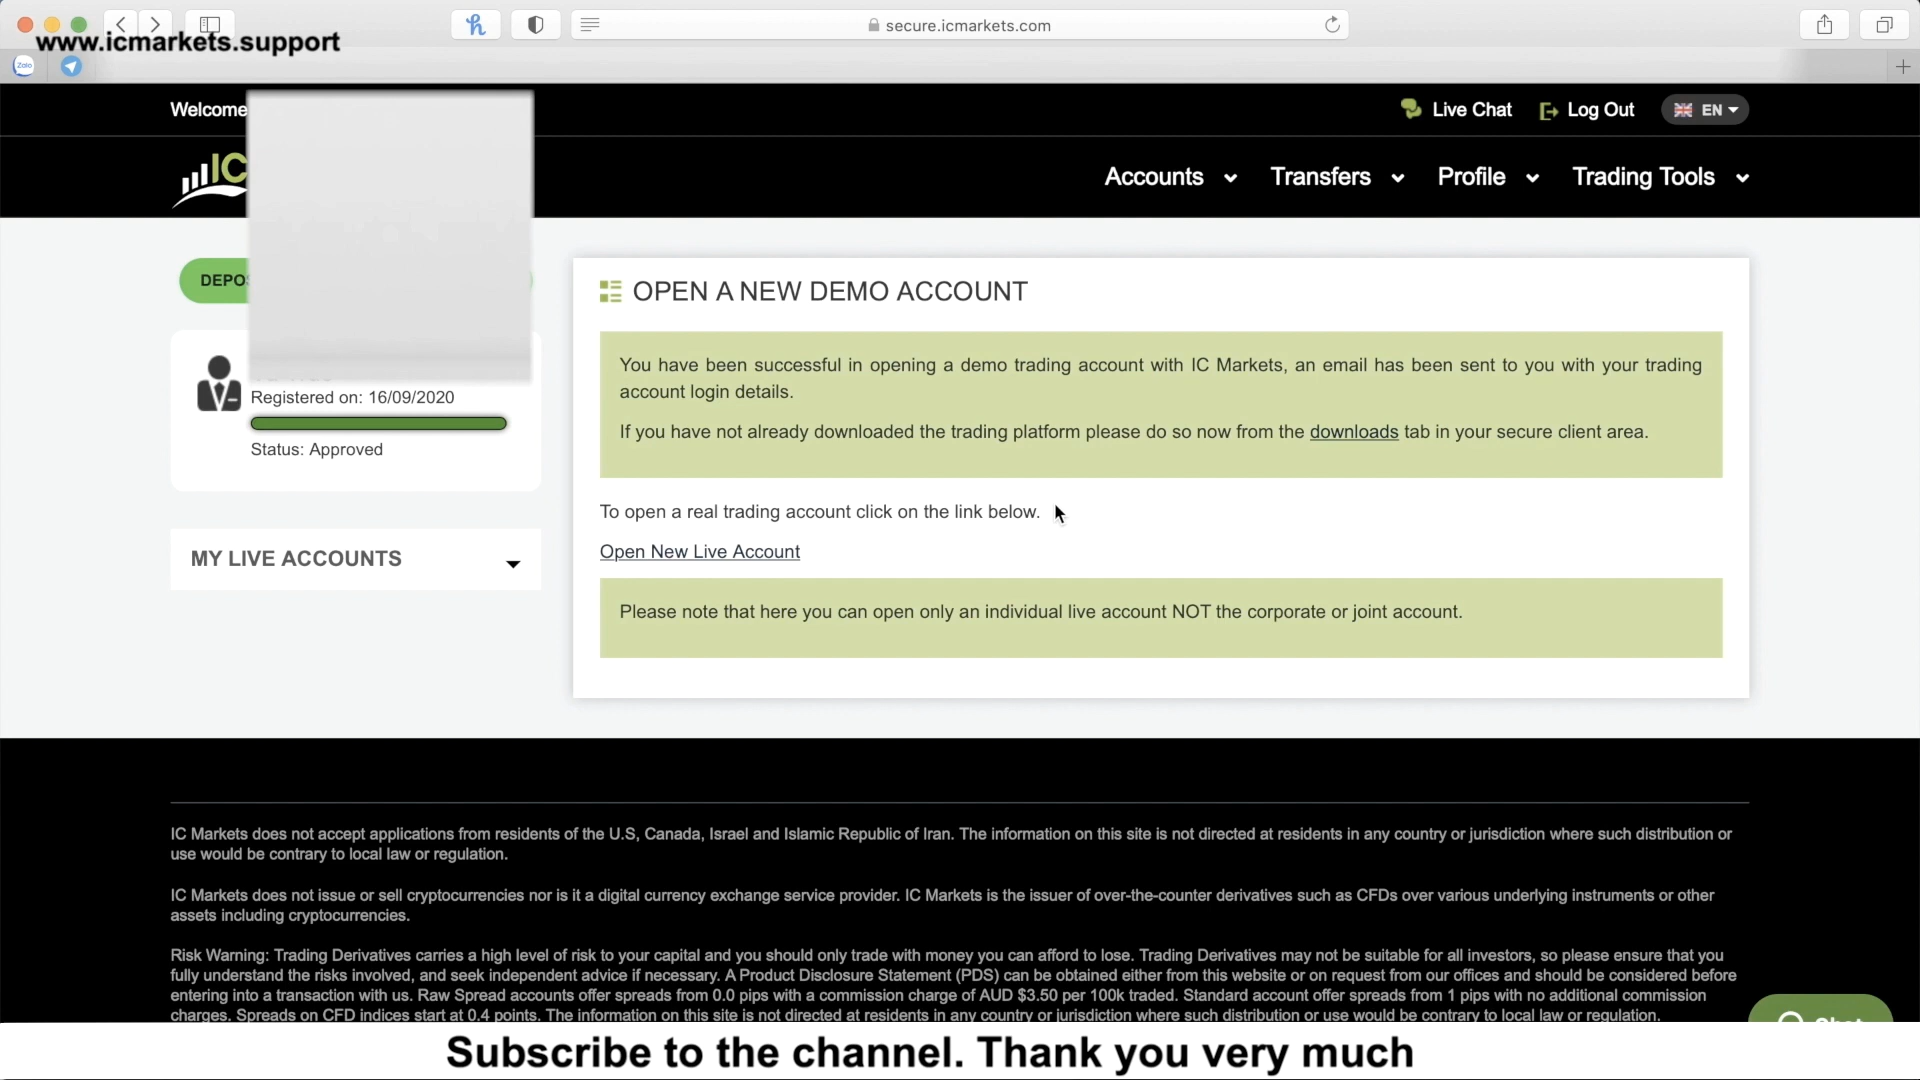 secure.icmarkets.com
www.icmarkets.support
Zalo
Welcome
Live Chat
Log Out
EN
IC
Accounts
Transfers
Profile
Trading Tools
OPEN A NEW DEMO ACCOUNT
You have been successful in opening a demo trading account with IC Markets, an email has been sent to you with your trading
account login details.
If you have not already downloaded the trading platform please do so now from the downloads tab in your secure client area.
Registered on: 16/09/2020
Status: Approved
To open a real trading account click on the link below.
Open New Live Account
MY LIVE ACCOUNTS
Please note that here you can open only an individual live account NOT the corporate or joint account.
IC Markets does not accept applications from residents of the U.S, Canada, Israel and Islamic Republic of Iran. The information on this site is not directed at residents in any country or jurisdiction where such distribution or
use would be contrary to local law or regulation.
IC Markets does not issue or sell cryptocurrencies nor is it a digital currency exchange service provider. IC Markets is the issuer of over-the-counter derivatives such as CFDs over various underlying instruments or other
assets including cryptocurrencies.
Risk Warning: Trading Derivatives carries a high level of risk to your capital and you should only trade with money you can afford to lose. Trading Derivatives may not be suitable for all investors, so please ensure that you
fully understand the risks involved, and seek independent advice if necessary. A Product Disclosure Statement (PDS) can be obtained either from this website or on request from our offices and should be considered before
entering into a transaction with us. Raw Spread accounts offer spreads from 0.0 pips with a commission charge of AUD $3.50 per 100k traded. Standard account offer spreads from 1 pips with no additional commission
charges. Spreads on CFD indices start at 0.4 points. The information on this site is not directed at residents in any country or jurisdiction where such distribution or use would be contrary to local law or regulation.
Subscribe to the channel. Thank you very much